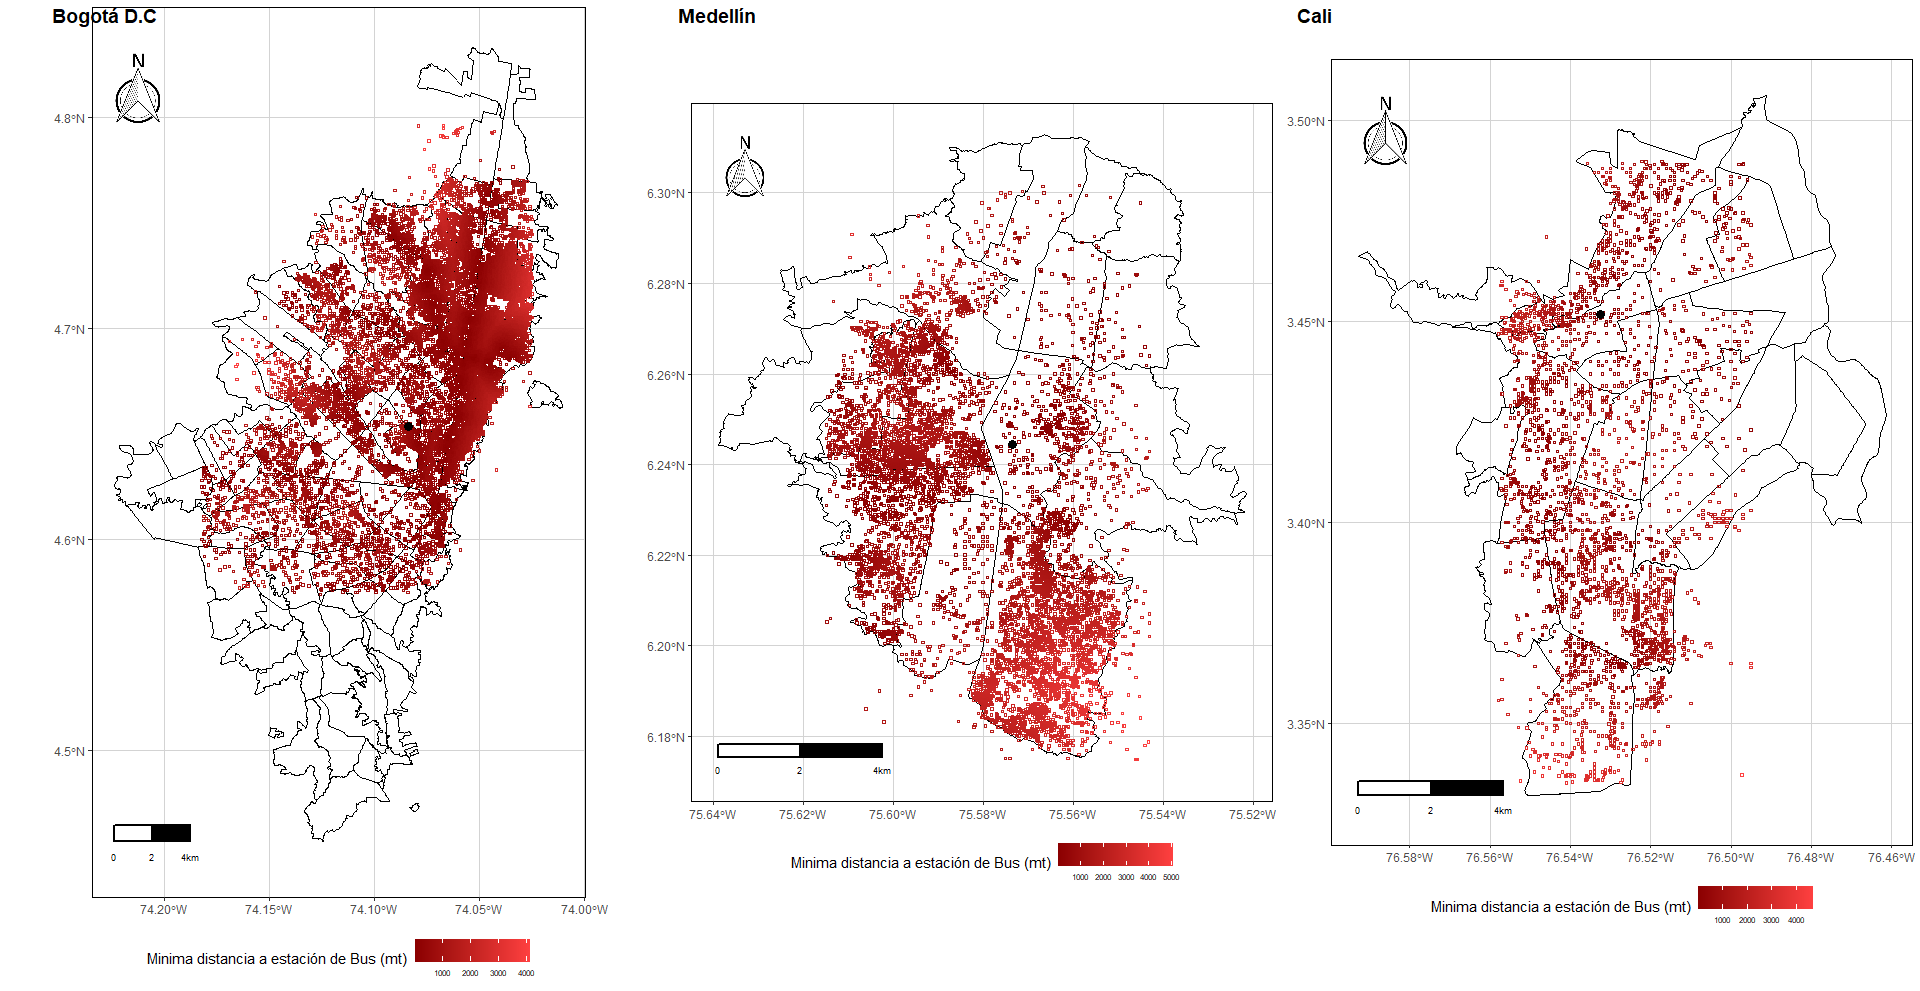 Bogotá D.C
N
4.8°N
4.7°N
4.6°N
4.5°N
0 2 4km
74.20°W 74.15°W 74.10°W 74.05°W 74.00°W
Minima distancia a estación de Bus (mt)
1000 2000 3000 4000
Medellín
N
6.30°N
6.28°N
6.26°N
6.24°N
6.22°N
6.20°N
6.18°N
0 2 4km
75.64°W 75.62°W 75.60°W 75.58°W 75.56°W 75.54°W 75.52°W
Minima distancia a estación de Bus (mt)
1000 2000 3000 4000 5000
Cali
N
3.50°N
3.45°N
3.40°N
3.35°N
0 2 4km
76.58°W 76.56°W 76.54°W 76.52°W 76.50°W 76.48°W 76.46°W
Minima distancia a estación de Bus (mt)
1000 2000 3000 4000